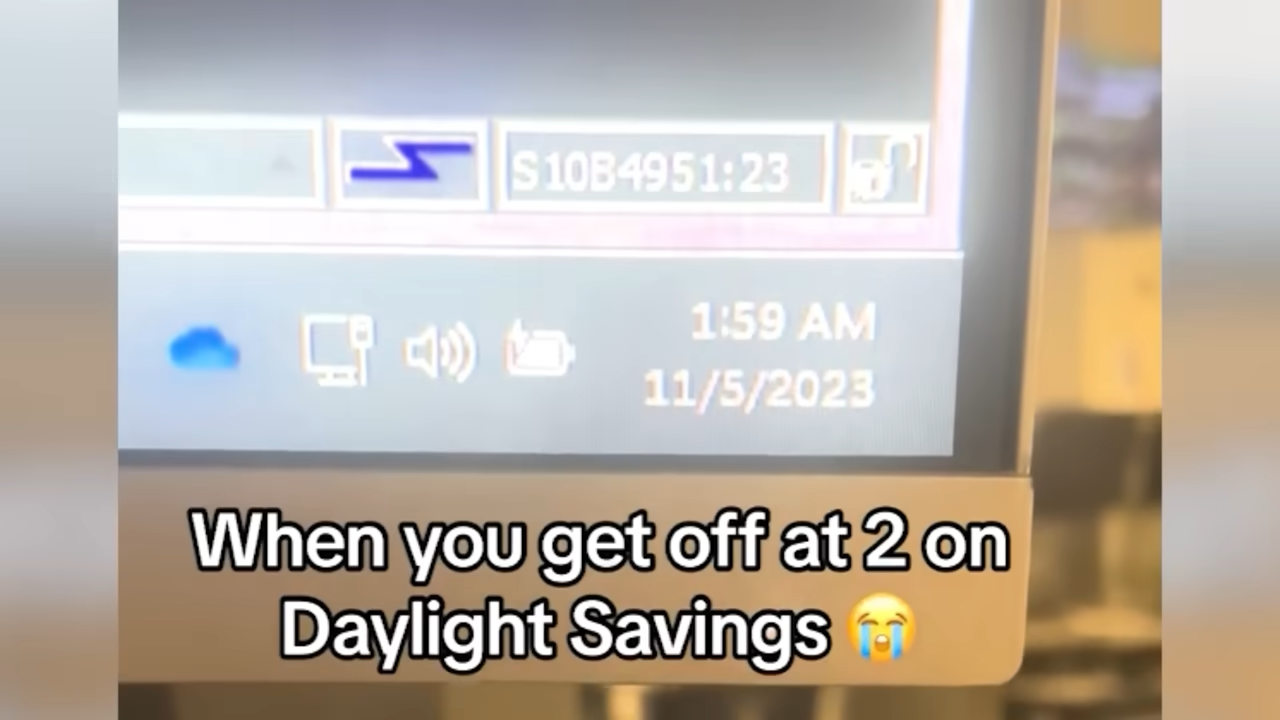 S10B4951:23
1:59 AM
11/5/2023
When you get off at 2 on
Daylight Savings 😭